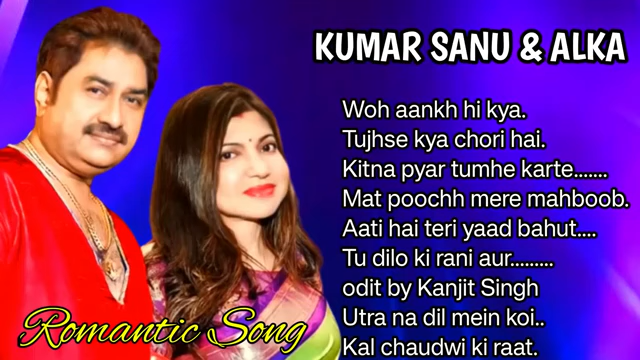 KUMAR SANU & ALKA
Woh aankh hi kya.
Tujhse kya chori hai.
Kitna pyar tumhe karte.......
Mat poochh mere mahboob.
Aati hai teri yaad bahut....
Tu dilo ki rani aur.........
odit by Kanjit Singh
Utra na dil mein koi..
Kal chaudwi ki raat.
Romantic Song